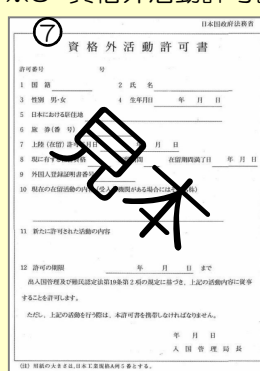 ⑦
日本国政府法務省
資格外活動許可書
許可番号 号
1 国籍 2 氏名
3 性別 男・女 4 生年月日 年 月 日
5 日本における居住地
6 旅券(番号)
7 上陸(在留)許可年月日 年 月 日
8 現に有する 在留期間満了日 年 月 日
9 外国人登録証明書番号
10 現在の在留活動の内容
11 新たに許可された活動の内容
12 許可の期限 年 月 日 まで
出入国管理及び難民認定法第19条第2項の規定に基づき、上記の活動内容に従事
することを許可します。
ただし、上記の活動を行う際は、本許可書を携帯しなければなりません。
年 月 日
入国管理局長
(注) 用紙の大きさは、日本工業規格A列5番とする。
見本